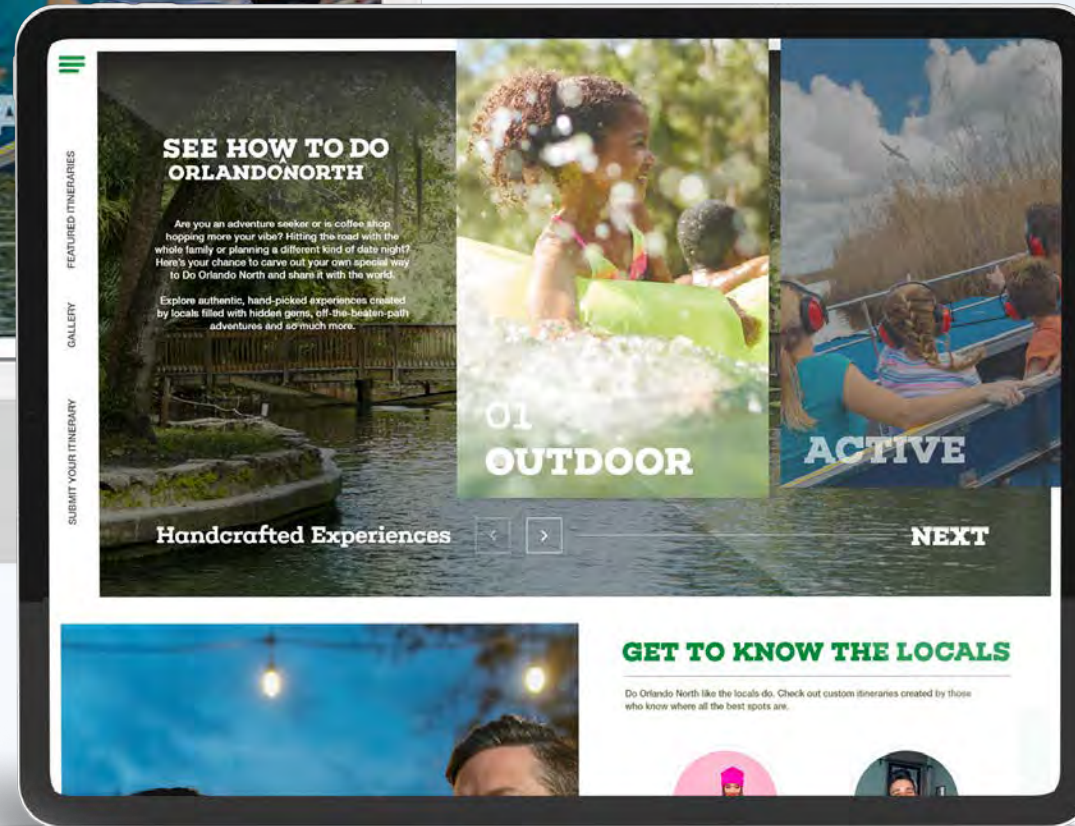 FEATURED ITINERARIES
GALLERY
SUBMIT YOUR ITINERARY
SEE HOW TO DO
ORLANDONORTH
Are you an adventure seeker or is coffee shop
hopping more your vibe? Hitting the road with the
whole family or planning a different kind of date night?
Here's your chance to carve out your own special way
to Do Orlando North and share it with the world.
Explore authentic, hand-picked experiences created
by locals filled with hidden gems, off-the-beaten-path
adventures and so much more.
01
OUTDOOR
ACTIVE
Handcrafted Experiences
NEXT
GET TO KNOW THE LOCALS
Do Orlando North like the locals do. Check out custom itineraries created by those
who know where all the best spots are.